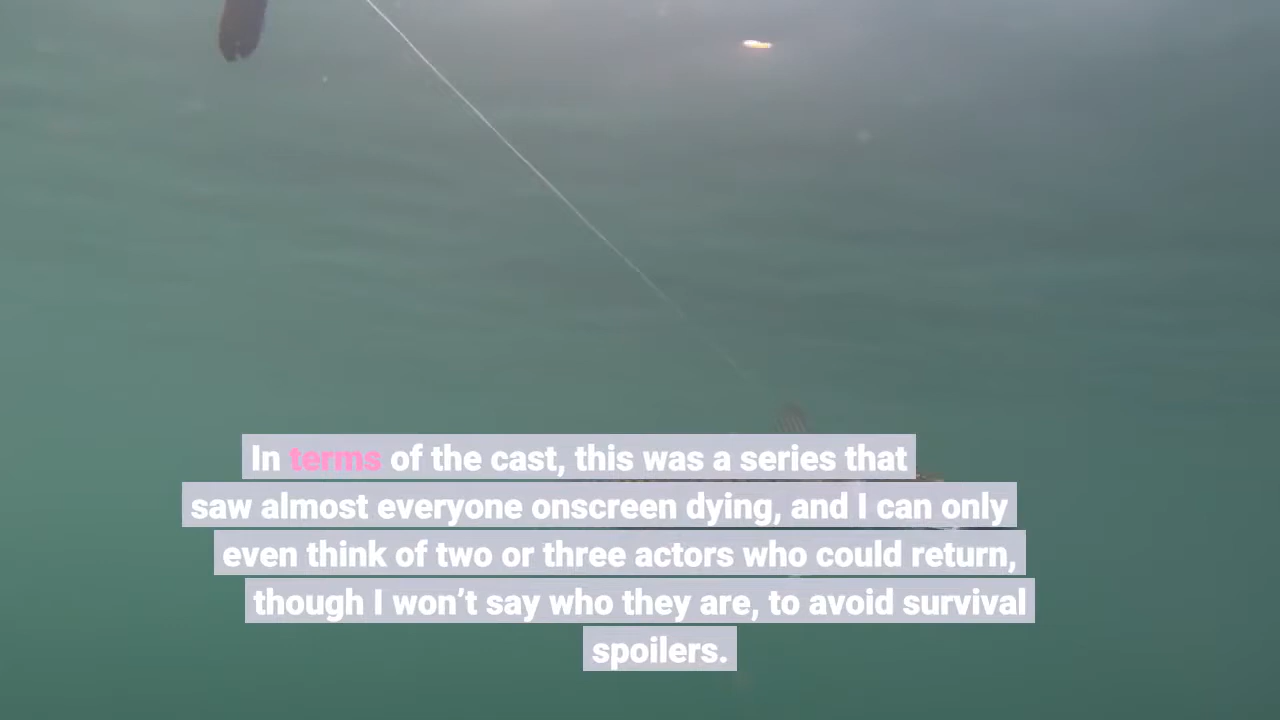 In terms of the cast, this was a series that
saw almost everyone onscreen dying, and I can only
even think of two or three actors who could return,
though I won’t say who they are, to avoid survival
spoilers.